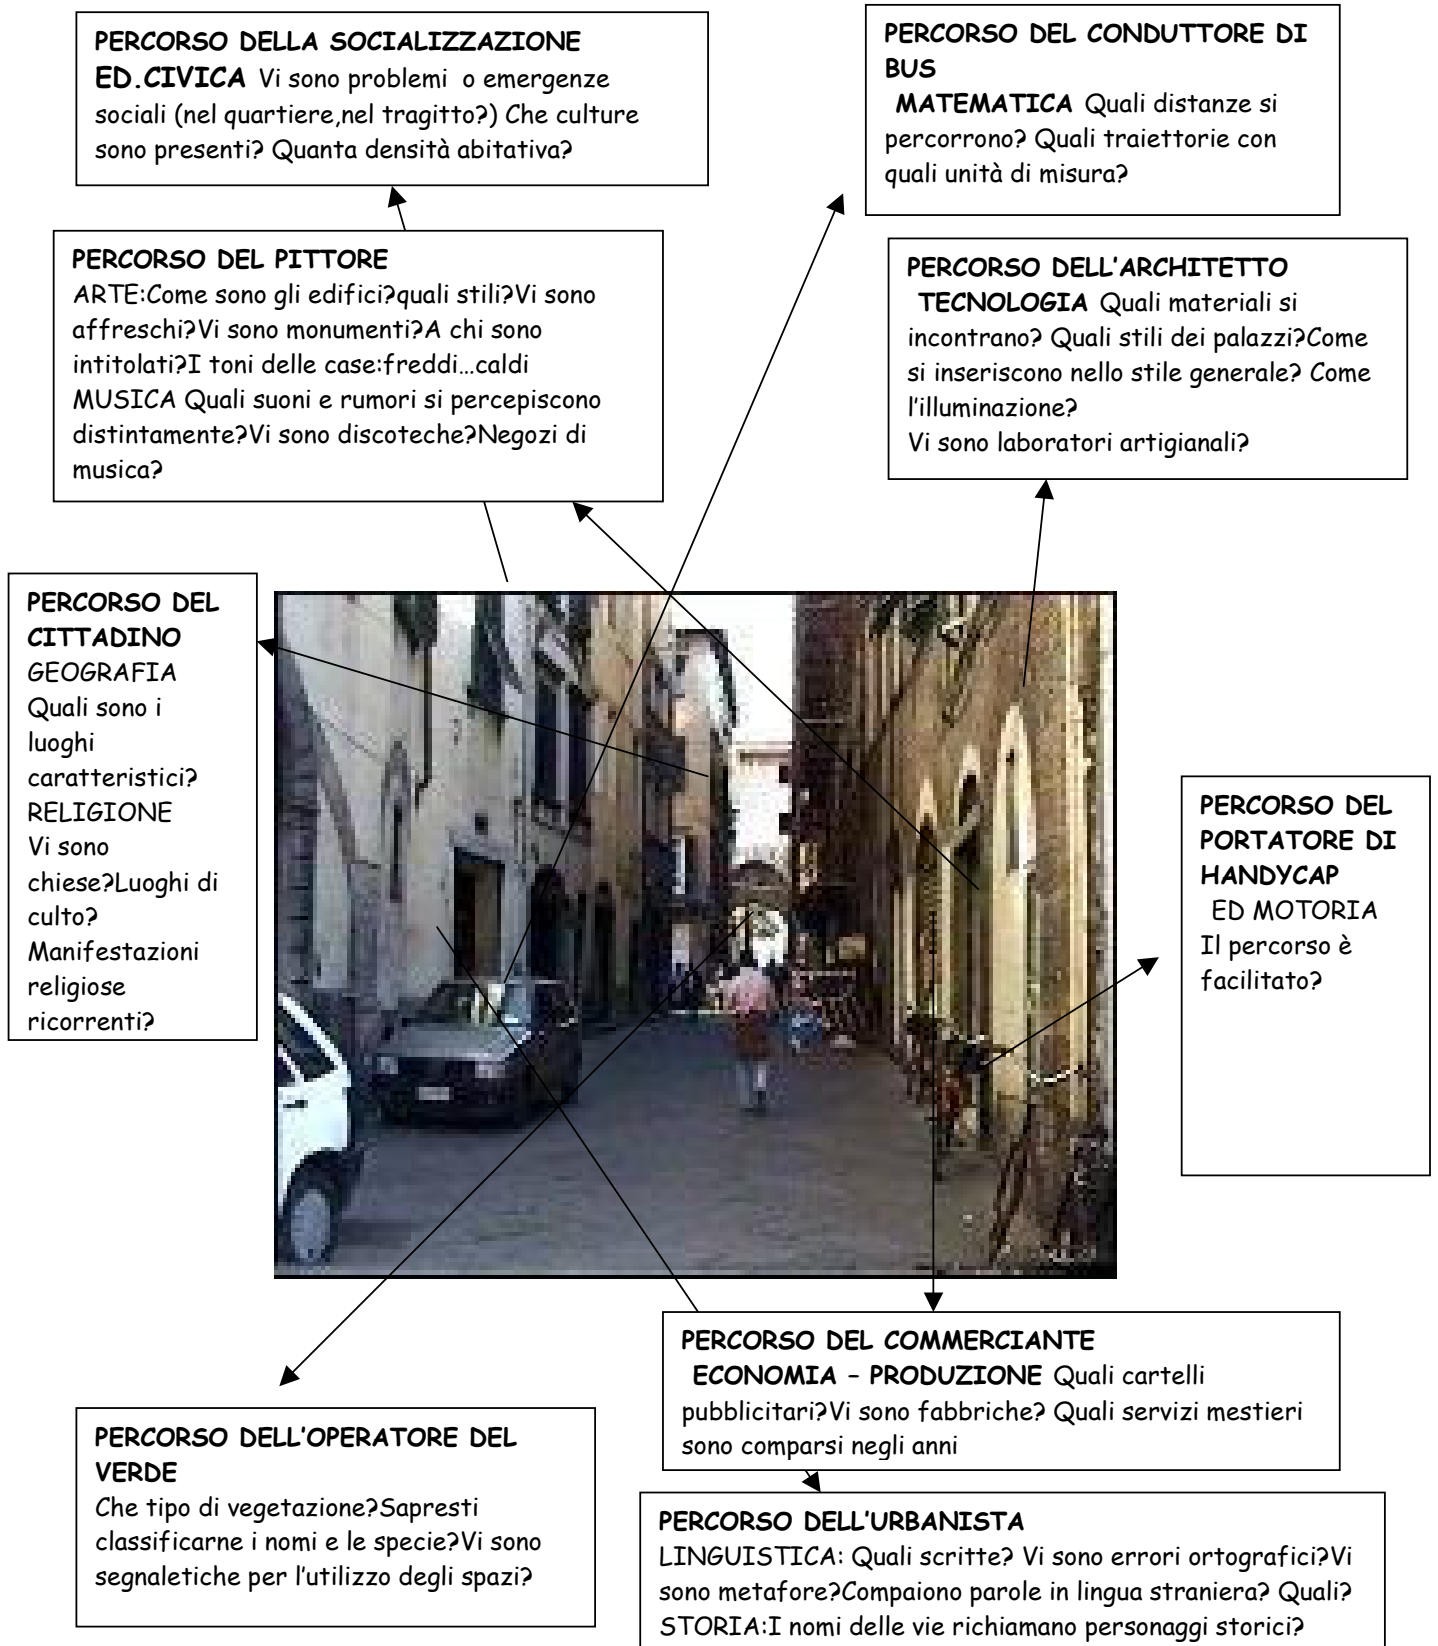 PERCORSO DELLA SOCIALIZZAZIONE
ED.CIVICA Vi sono problemi o emergenze
sociali (nel quartiere,nel tragitto?) Che culture
sono presenti? Quanta densità abitativa?
PERCORSO DEL CONDUTTORE DI
BUS
MATEMATICA Quali distanze si
percorrono? Quali traiettorie con
quali unità di misura?
PERCORSO DEL PITTORE
ARTE:Come sono gli edifici?quali stili?Vi sono
affreschi?Vi sono monumenti?A chi sono
intitolati?I toni delle case:freddi…caldi
MUSICA Quali suoni e rumori si percepiscono
distintamente?Vi sono discoteche?Negozi di
musica?
PERCORSO DELL'ARCHITETTO
TECNOLOGIA Quali materiali si
incontrano? Quali stili dei palazzi?Come
si inseriscono nello stile generale? Come
l'illuminazione?
Vi sono laboratori artigianali?
PERCORSO DEL
CITTADINO
GEOGRAFIA
Quali sono i
luoghi
caratteristici?
RELIGIONE
Vi sono
chiese?Luoghi di
culto?
Manifestazioni
religiose
ricorrenti?
PERCORSO DEL
PORTATORE DI
HANDYCAP
ED MOTORIA
Il percorso è
facilitato?
PERCORSO DEL COMMERCIANTE
ECONOMIA – PRODUZIONE Quali cartelli
pubblicitari?Vi sono fabbriche? Quali servizi mestieri
sono comparsi negli anni
PERCORSO DELL'OPERATORE DEL
VERDE
Che tipo di vegetazione?Sapresti
classificarne i nomi e le specie?Vi sono
segnaletiche per l'utilizzo degli spazi?
PERCORSO DELL'URBANISTA
LINGUISTICA: Quali scritte? Vi sono errori ortografici?Vi
sono metafore?Compaiono parole in lingua straniera? Quali?
STORIA:I nomi delle vie richiamano personaggi storici?